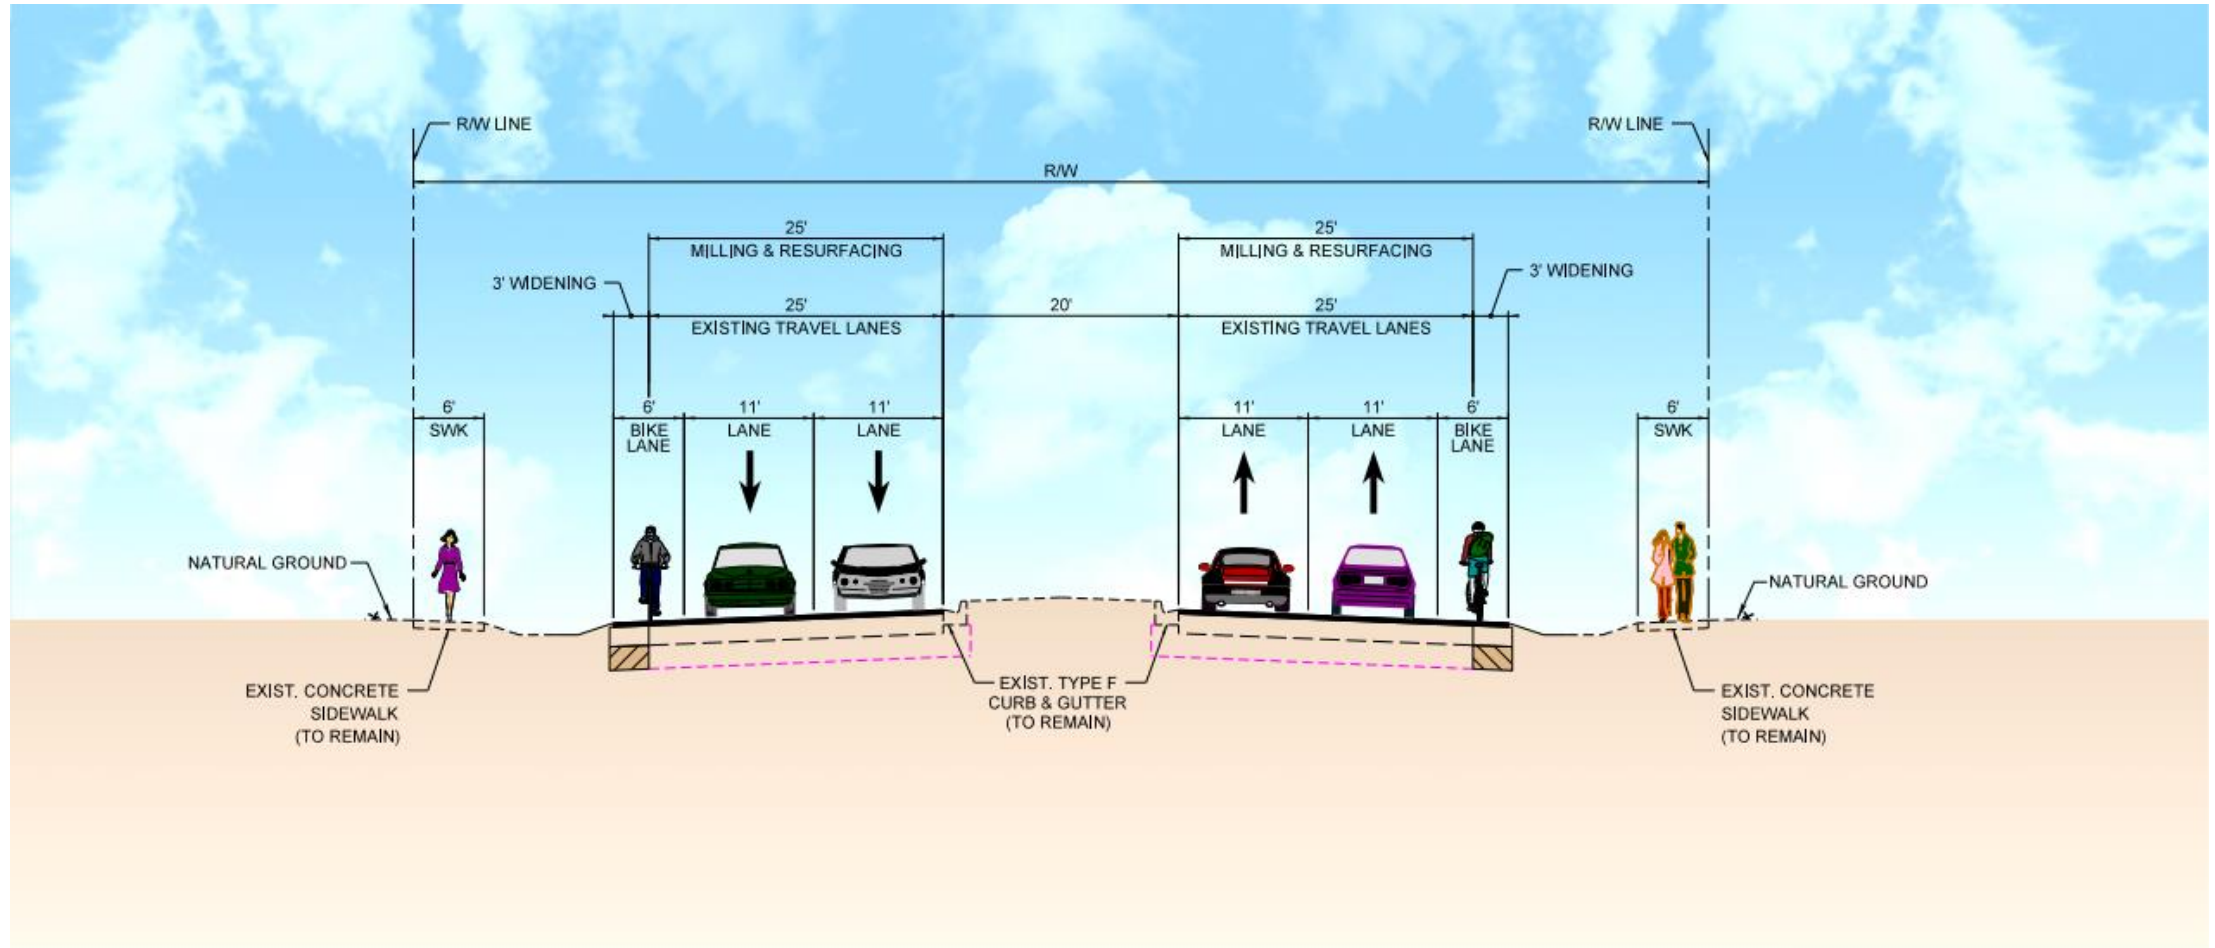 R/W LINE
R/W LINE
R/W
25'
MILLING & RESURFACING
25'
MILLING & RESURFACING
3' WIDENING
3' WIDENING
25'
EXISTING TRAVEL LANES
20'
25'
EXISTING TRAVEL LANES
6'
SWK
6'
BIKE
LANE
11'
LANE
11'
LANE
11'
LANE
11'
LANE
6'
BIKE
LANE
6'
SWK
NATURAL GROUND
NATURAL GROUND
EXIST. CONCRETE
SIDEWALK
(TO REMAIN)
EXIST. TYPE F
CURB & GUTTER
(TO REMAIN)
EXIST. CONCRETE
SIDEWALK
(TO REMAIN)